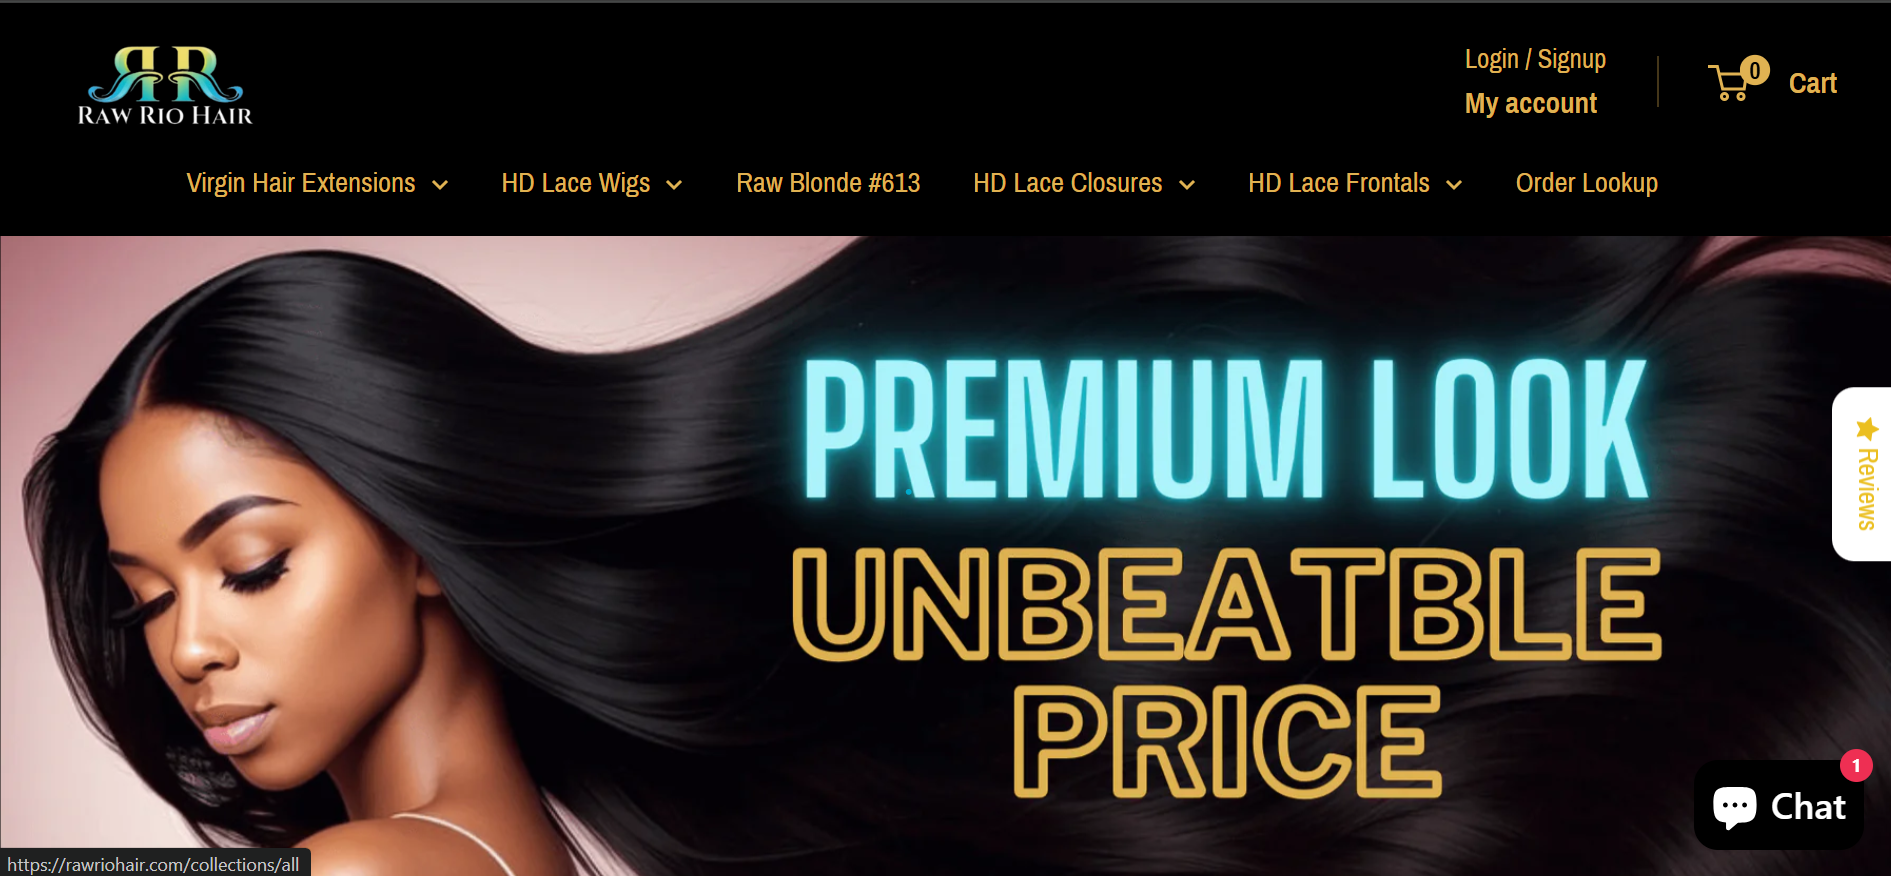 RR
RAW RIO HAIR
Login / Signup
My account
0
Cart
Virgin Hair Extensions
HD Lace Wigs
Raw Blonde #613
HD Lace Closures
HD Lace Frontals
Order Lookup
PREMIUM LOOK
UNBEATBLE
PRICE
Reviews
1
Chat
https://rawriohair.com/collections/all